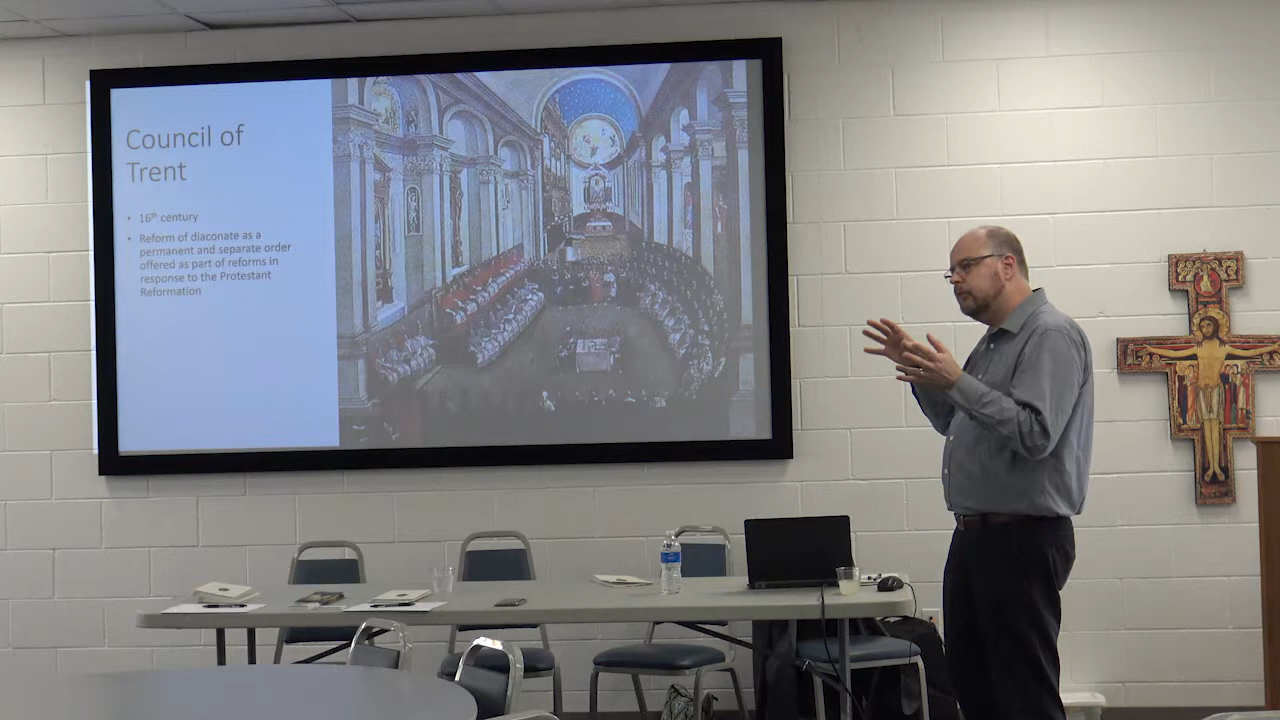 Council of
Trent
• 16th century
• Reform of diaconate as a
permanent and separate order
offered as part of reforms in
response to the Protestant
Reformation